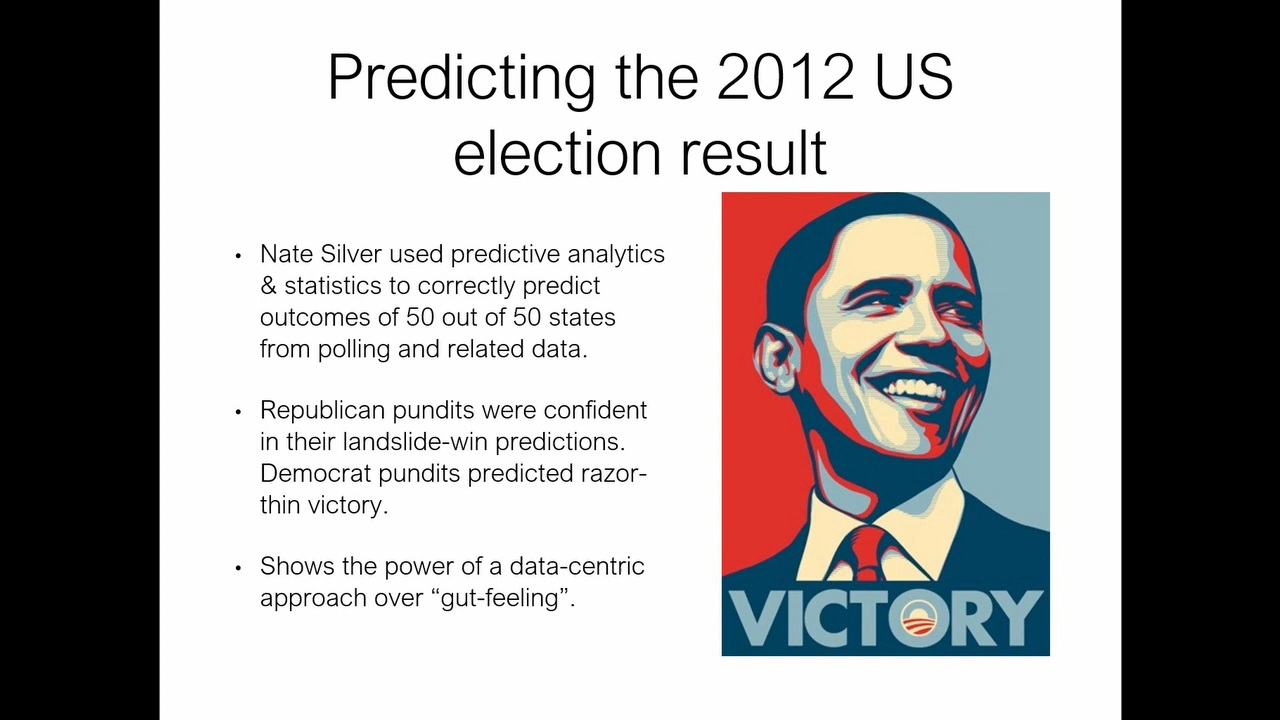 Predicting the 2012 US
election result
• Nate Silver used predictive analytics
& statistics to correctly predict
outcomes of 50 out of 50 states
from polling and related data.
• Republican pundits were confident
in their landslide-win predictions.
Democrat pundits predicted razor-
thin victory.
• Shows the power of a data-centric
approach over “gut-feeling”.
VICTORY